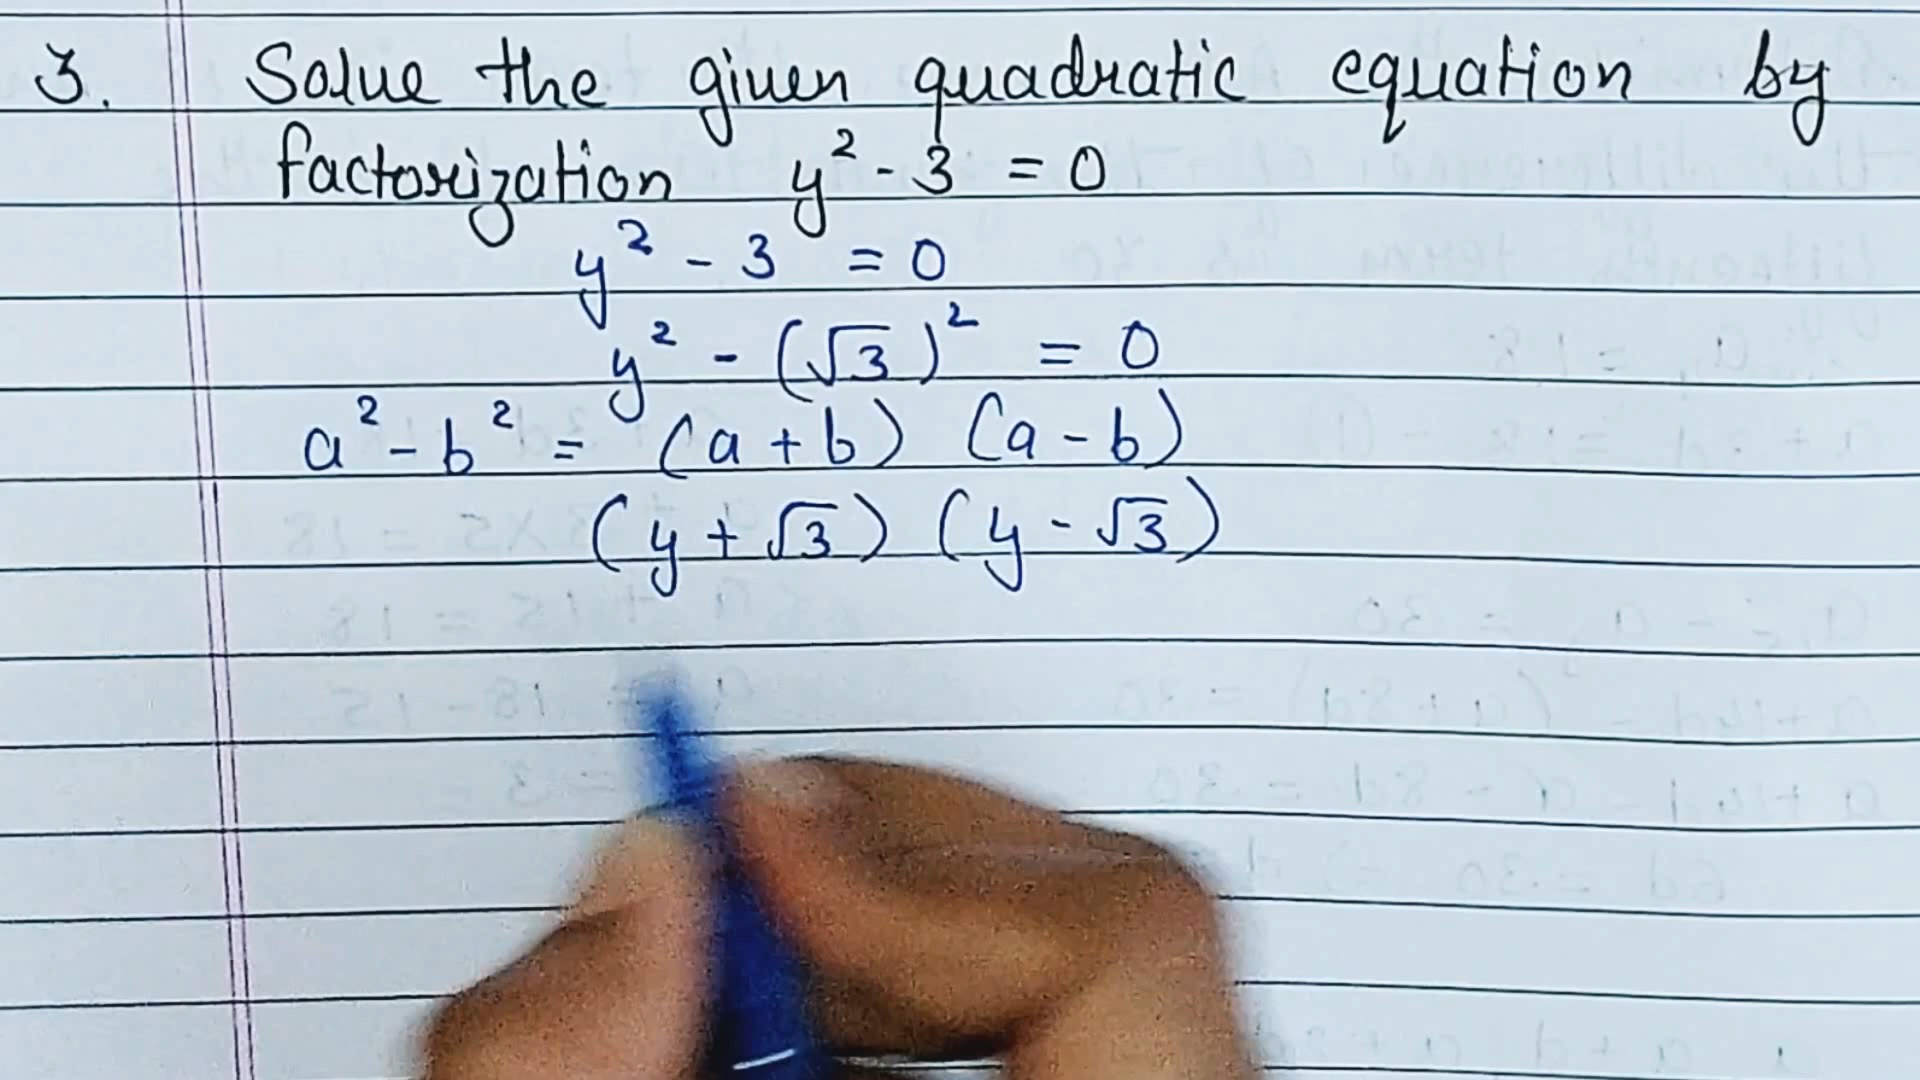 3. Solve the given quadratic equation by
factorization y² - 3 = 0
y² - 3 = 0
y² - (√3)² = 0
a² - b² = (a + b) (a - b)
(y + √3) (y - √3)